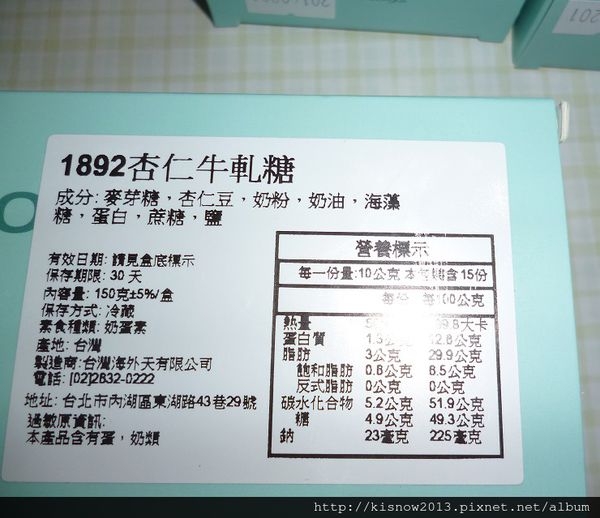 1892杏仁牛軋糖
成分: 麥芽糖，杏仁豆，奶粉，奶油，海藻
糖，蛋白，蔗糖，鹽
有效日期: 請見盒底標示
保存期限: 30 天
內容量: 150克±5%/盒
保存方式: 冷藏
素食種類: 奶蛋素
產地: 台灣
製造商: 台灣海外天有限公司
電話: [02]2632-0222
地址: 台北市內湖區東湖路43巷29號
過敏原資訊:
本產品含有蛋，奶類
營養標示
每一份量:10公克 本包糖含15份
每份 每100公克
熱量 大卡
蛋白質 1.3公克 12.6公克
脂肪 3公克 29.9公克
飽和脂肪 0.6公克 6.5公克
反式脂肪 0公克 0公克
碳水化合物 5.2公克 51.9公克
糖 4.9公克 49.3公克
鈉 23毫克 225毫克
http://kisnow2013.pixnet.net/album